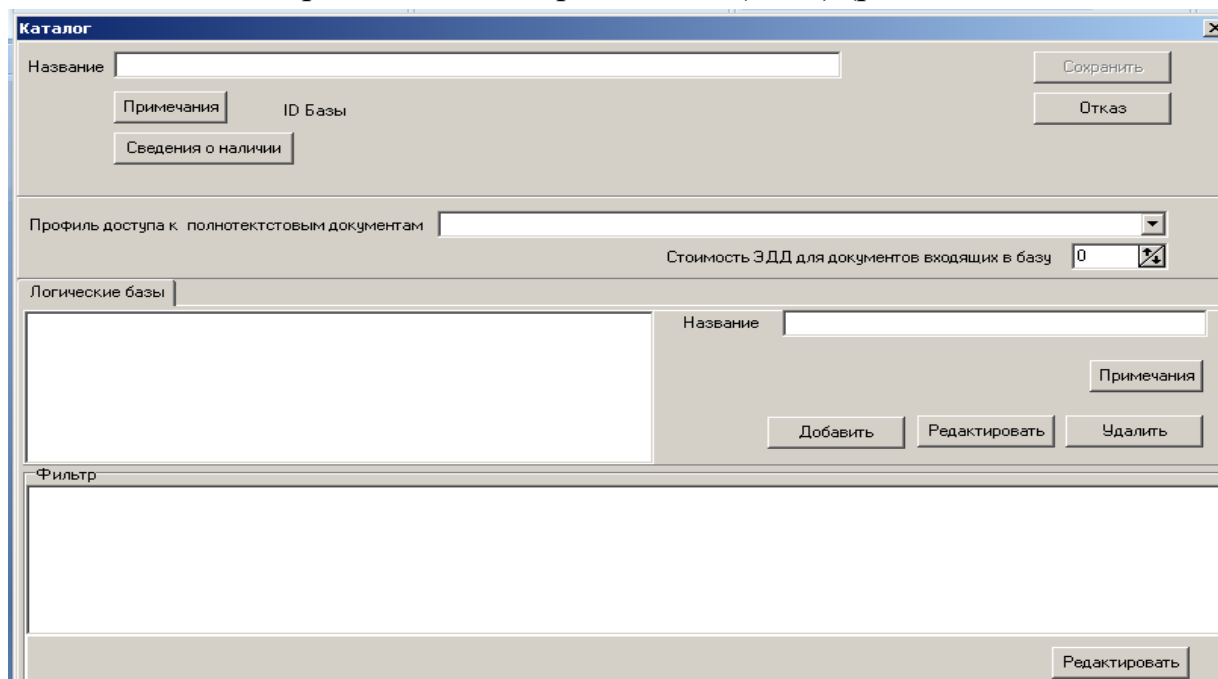 Каталог
Название
Сохранить
Примечания
ID Базы
Отказ
Сведения о наличии
Профиль доступа к полнотектстовым документам
Стоимость ЭДД для документов входящих в базу 0
Логические базы
Название
Примечания
Добавить
Редактировать
Удалить
Фильтр
Редактировать